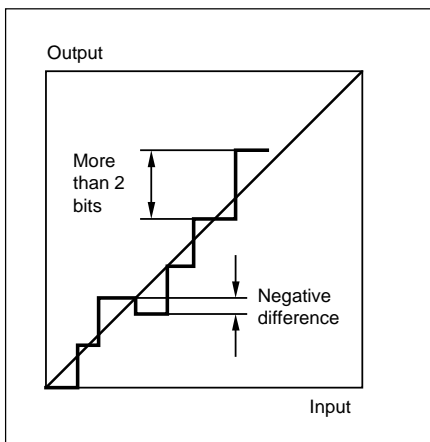 Output
More
than 2
bits
Negative
difference
Input